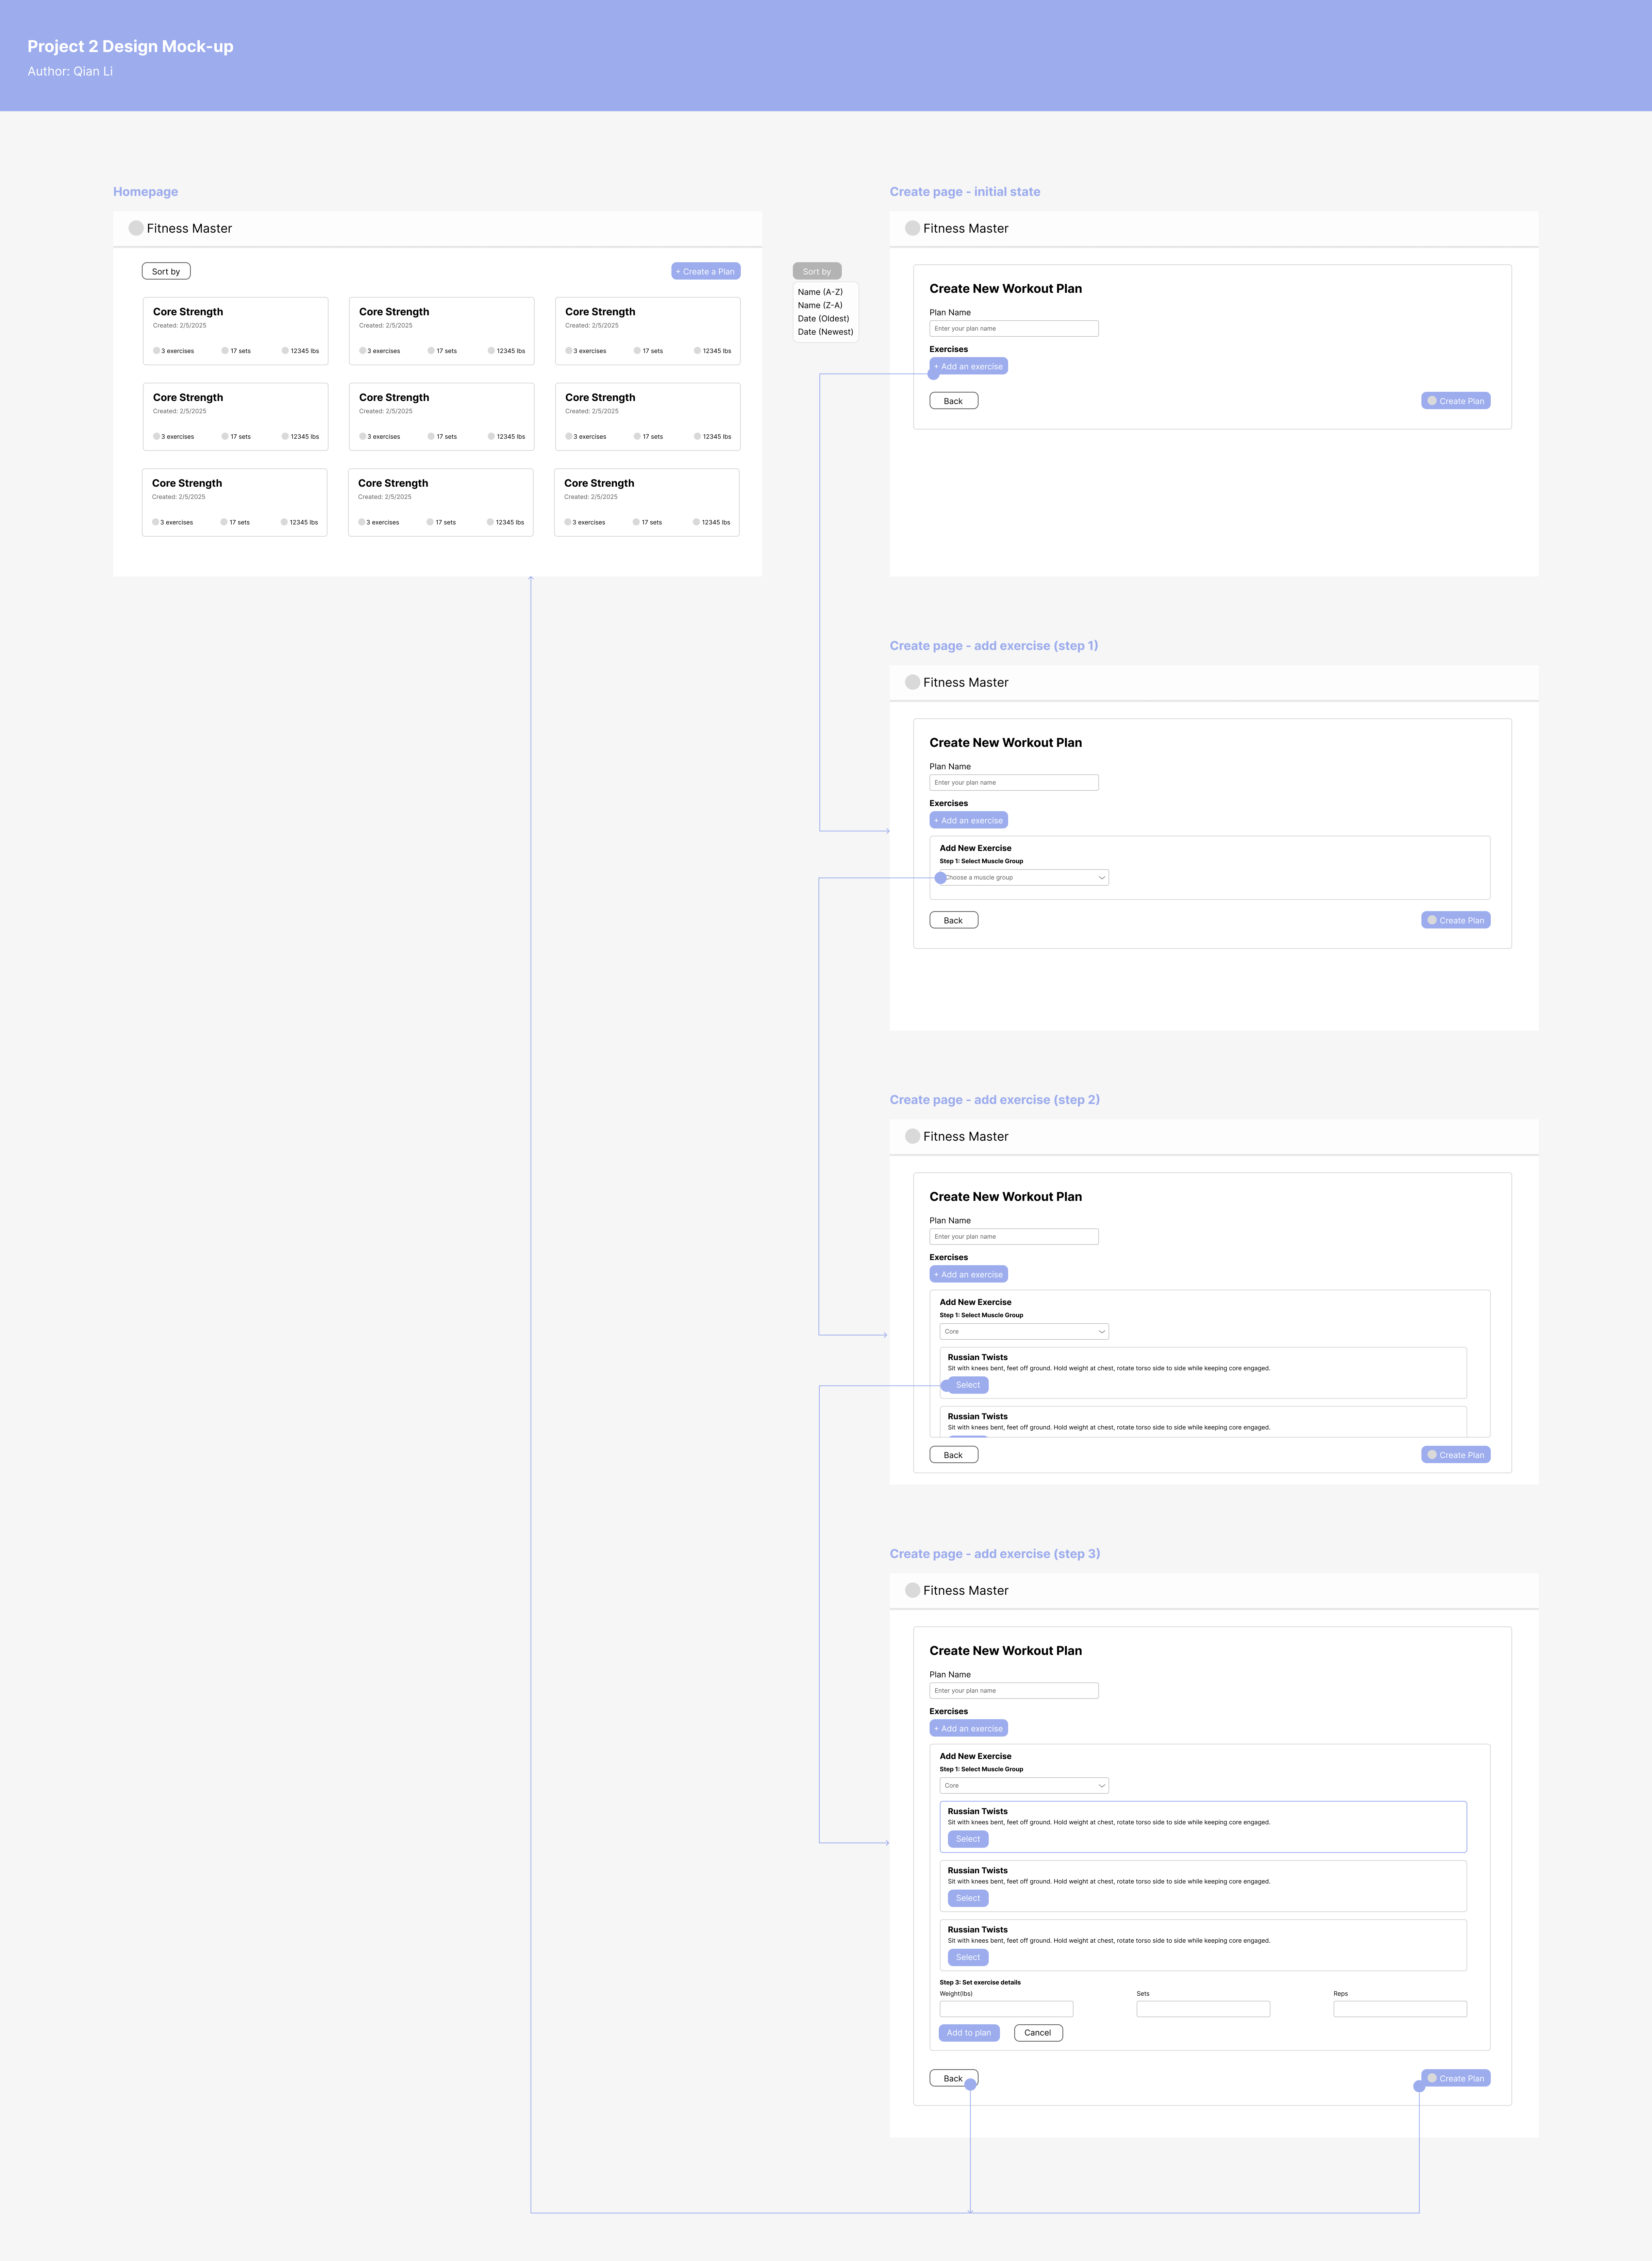 Project 2 Design Mock-up
Author: Qian Li
Homepage
Fitness Master
Sort by
+ Create a Plan
Core Strength
Created: 2/5/2025
3 exercises
17 sets
12345 lbs
Core Strength
Created: 2/5/2025
3 exercises
17 sets
12345 lbs
Core Strength
Created: 2/5/2025
3 exercises
17 sets
12345 lbs
Core Strength
Created: 2/5/2025
3 exercises
17 sets
12345 lbs
Core Strength
Created: 2/5/2025
3 exercises
17 sets
12345 lbs
Core Strength
Created: 2/5/2025
3 exercises
17 sets
12345 lbs
Core Strength
Created: 2/5/2025
3 exercises
17 sets
12345 lbs
Core Strength
Created: 2/5/2025
3 exercises
17 sets
12345 lbs
Core Strength
Created: 2/5/2025
3 exercises
17 sets
12345 lbs
Sort by
Name (A-Z)
Name (Z-A)
Date (Oldest)
Date (Newest)
Create page - initial state
Fitness Master
Create New Workout Plan
Plan Name
Enter your plan name
Exercises
+ Add an exercise
Back
Create Plan
Create page - add exercise (step 1)
Fitness Master
Create New Workout Plan
Plan Name
Enter your plan name
Exercises
+ Add an exercise
Add New Exercise
Step 1: Select Muscle Group
Choose a muscle group
Back
Create Plan
Create page - add exercise (step 2)
Fitness Master
Create New Workout Plan
Plan Name
Enter your plan name
Exercises
+ Add an exercise
Add New Exercise
Step 1: Select Muscle Group
Core
Russian Twists
Sit with knees bent, feet off ground. Hold weight at chest, rotate torso side to side while keeping core engaged.
Select
Russian Twists
Sit with knees bent, feet off ground. Hold weight at chest, rotate torso side to side while keeping core engaged.
Back
Create Plan
Create page - add exercise (step 3)
Fitness Master
Create New Workout Plan
Plan Name
Enter your plan name
Exercises
+ Add an exercise
Add New Exercise
Step 1: Select Muscle Group
Core
Russian Twists
Sit with knees bent, feet off ground. Hold weight at chest, rotate torso side to side while keeping core engaged.
Select
Russian Twists
Sit with knees bent, feet off ground. Hold weight at chest, rotate torso side to side while keeping core engaged.
Select
Russian Twists
Sit with knees bent, feet off ground. Hold weight at chest, rotate torso side to side while keeping core engaged.
Select
Step 3: Set exercise details
Weight(lbs)
Sets
Reps
Add to plan
Cancel
Back
Create Plan